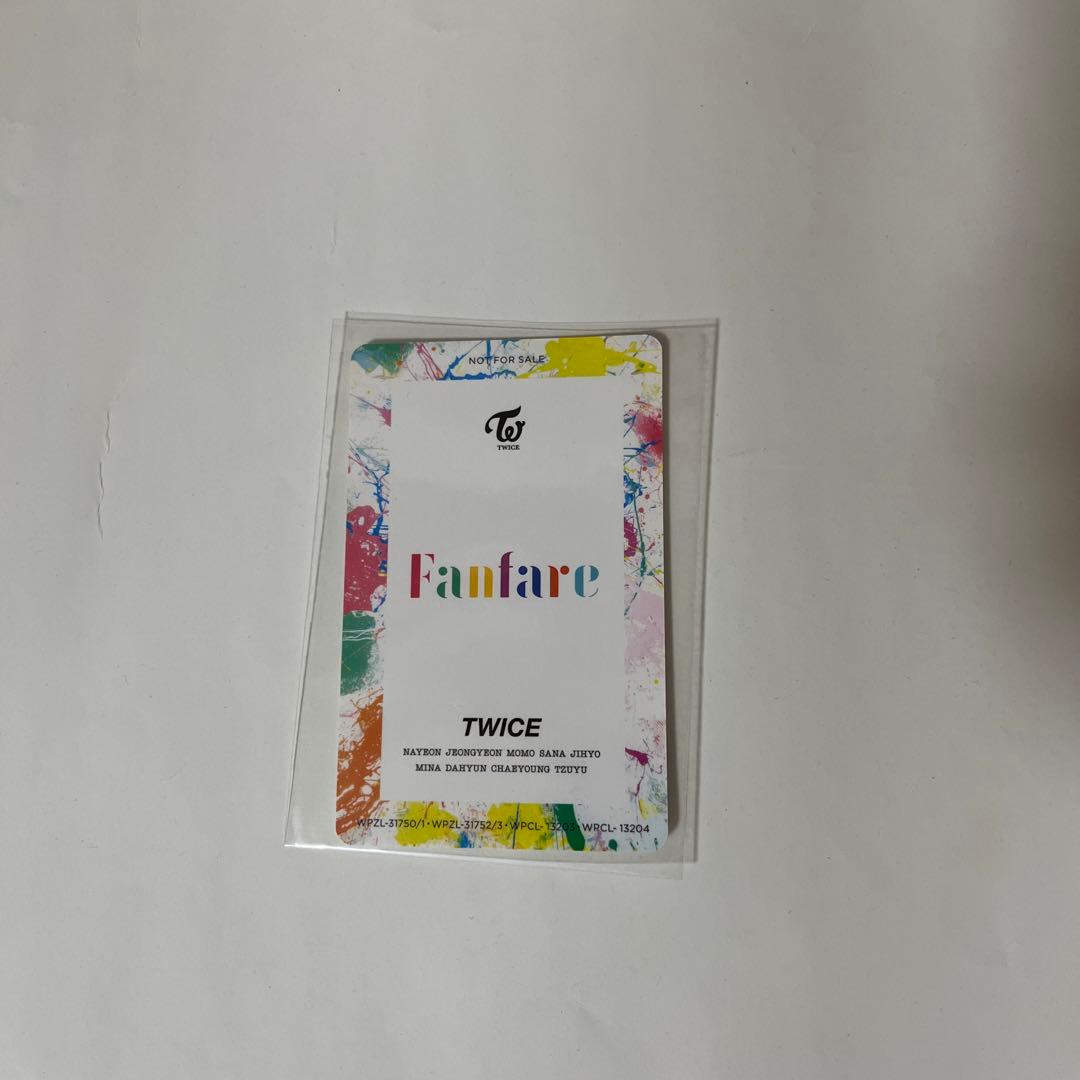 NOT FOR SALE
TWICE
Fanfare
TWICE
NAYEON JEONGYEON MOMO SANA JIHYO
MINA DAHYUN CHAEYOUNG TZUYU
WPZL-31750/1・WPZL-31752/3・WPCL- 13203・WPCL- 13204